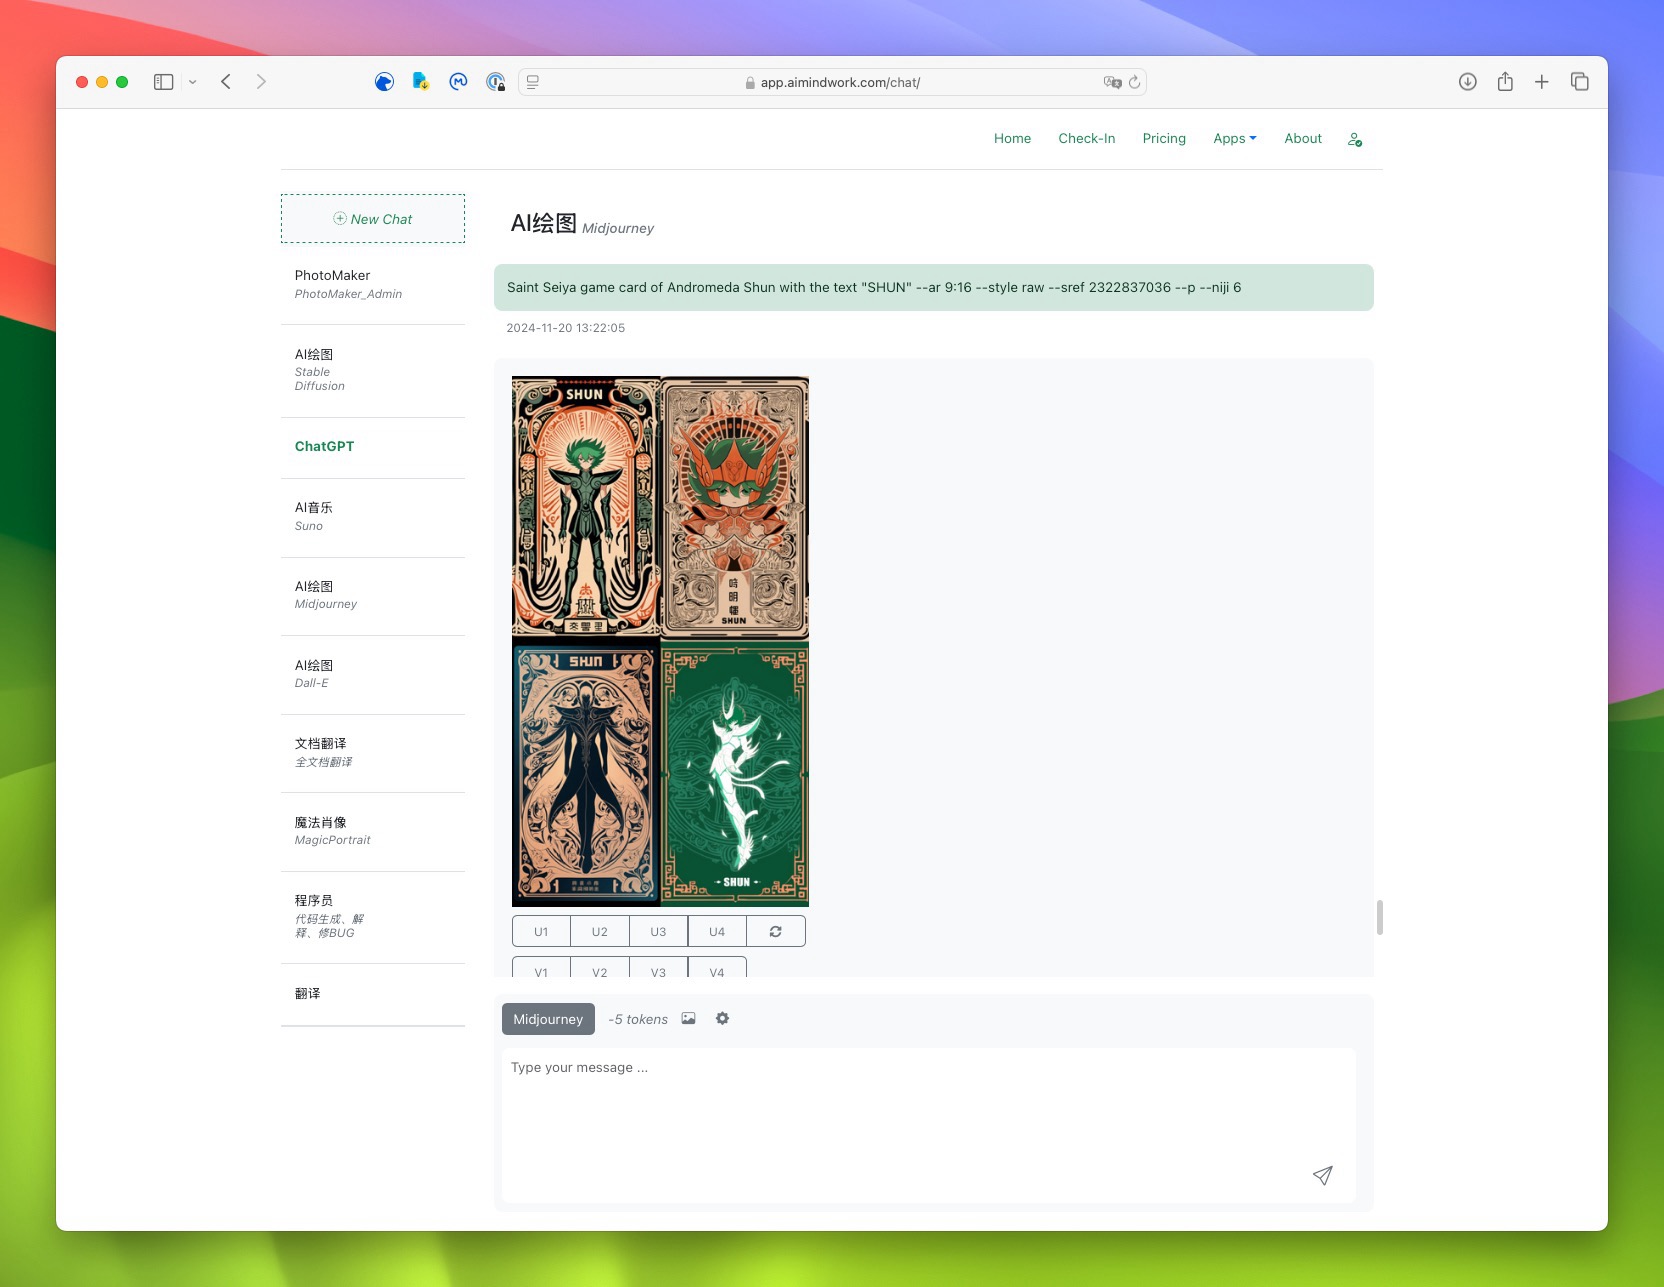 app.aimindwork.com/chat/
Home Check-In Pricing Apps About
New Chat
PhotoMaker
PhotoMaker_Admin
AI绘图
Stable
Diffusion
ChatGPT
AI音乐
Suno
AI绘图
Midjourney
AI绘图
Dall-E
文档翻译
全文档翻译
魔法肖像
MagicPortrait
程序员
代码生成、解
释、修BUG
翻译
AI绘图 Midjourney
Saint Seiya game card of Andromeda Shun with the text "SHUN" --ar 9:16 --style raw --sref 2322837036 --p --niji 6
2024-11-20 13:22:05
SHUN
SHUN
SHUN
SHUN
U1 U2 U3 U4
V1 V2 V3 V4
Midjourney -5 tokens
Type your message ...